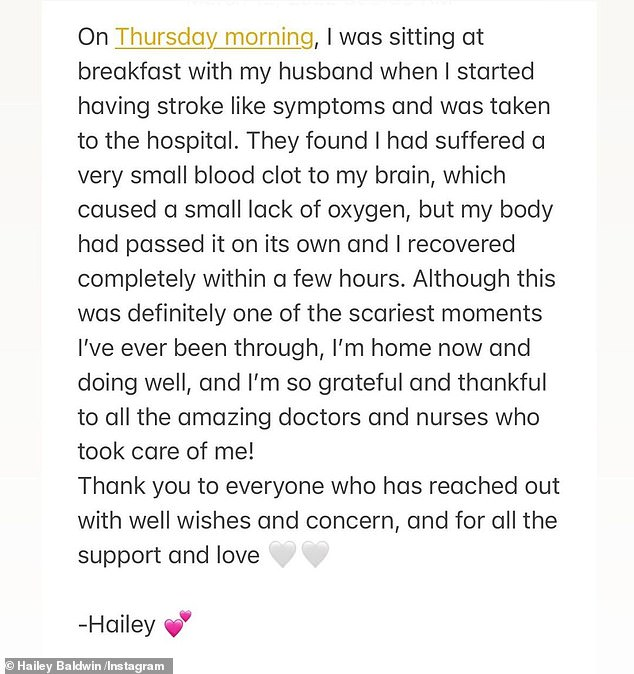 On Thursday morning, I was sitting at
breakfast with my husband when I started
having stroke like symptoms and was taken
to the hospital. They found I had suffered a
very small blood clot to my brain, which
caused a small lack of oxygen, but my body
had passed it on its own and I recovered
completely within a few hours. Although this
was definitely one of the scariest moments
I’ve ever been through, I’m home now and
doing well, and I’m so grateful and thankful
to all the amazing doctors and nurses who
took care of me!
Thank you to everyone who has reached out
with well wishes and concern, and for all the
support and love 🤍🤍
-Hailey 💕
© Hailey Baldwin /Instagram